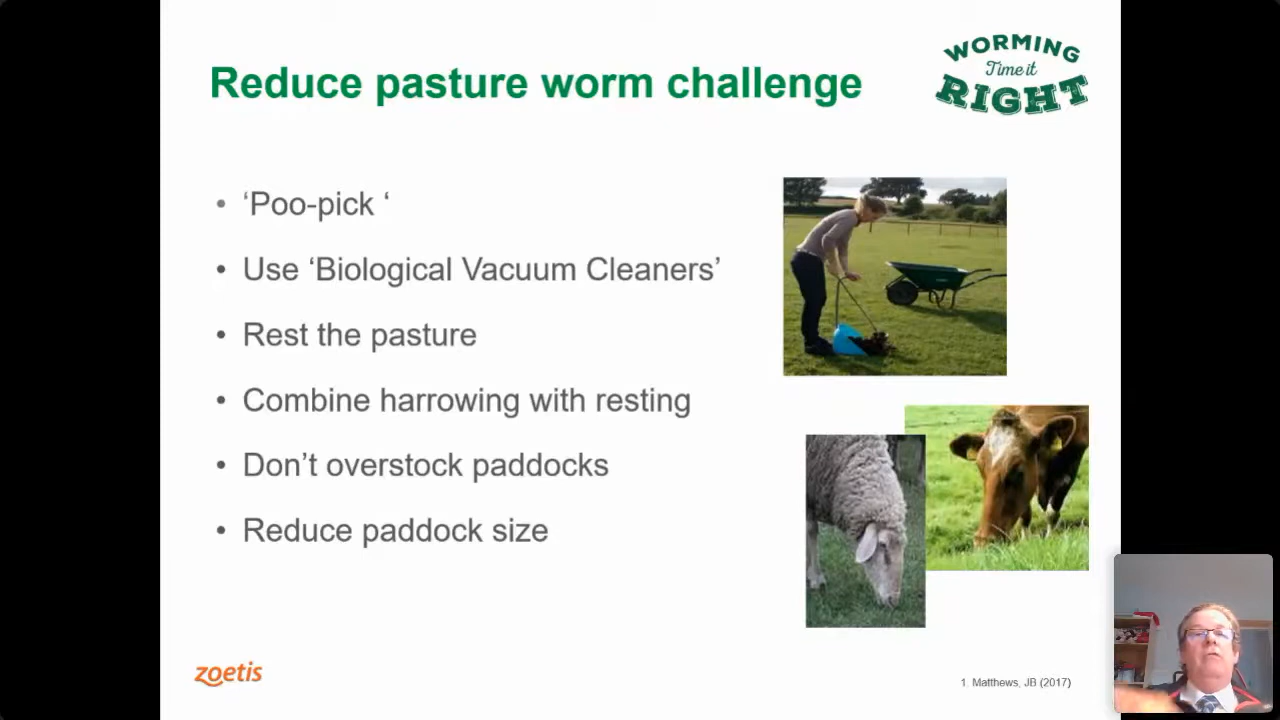 Reduce pasture worm challenge
WORMING
Time it
RIGHT
• ‘Poo-pick ‘
• Use ‘Biological Vacuum Cleaners’
• Rest the pasture
• Combine harrowing with resting
• Don’t overstock paddocks
• Reduce paddock size
zoetis
1. Matthews, JB (2017)